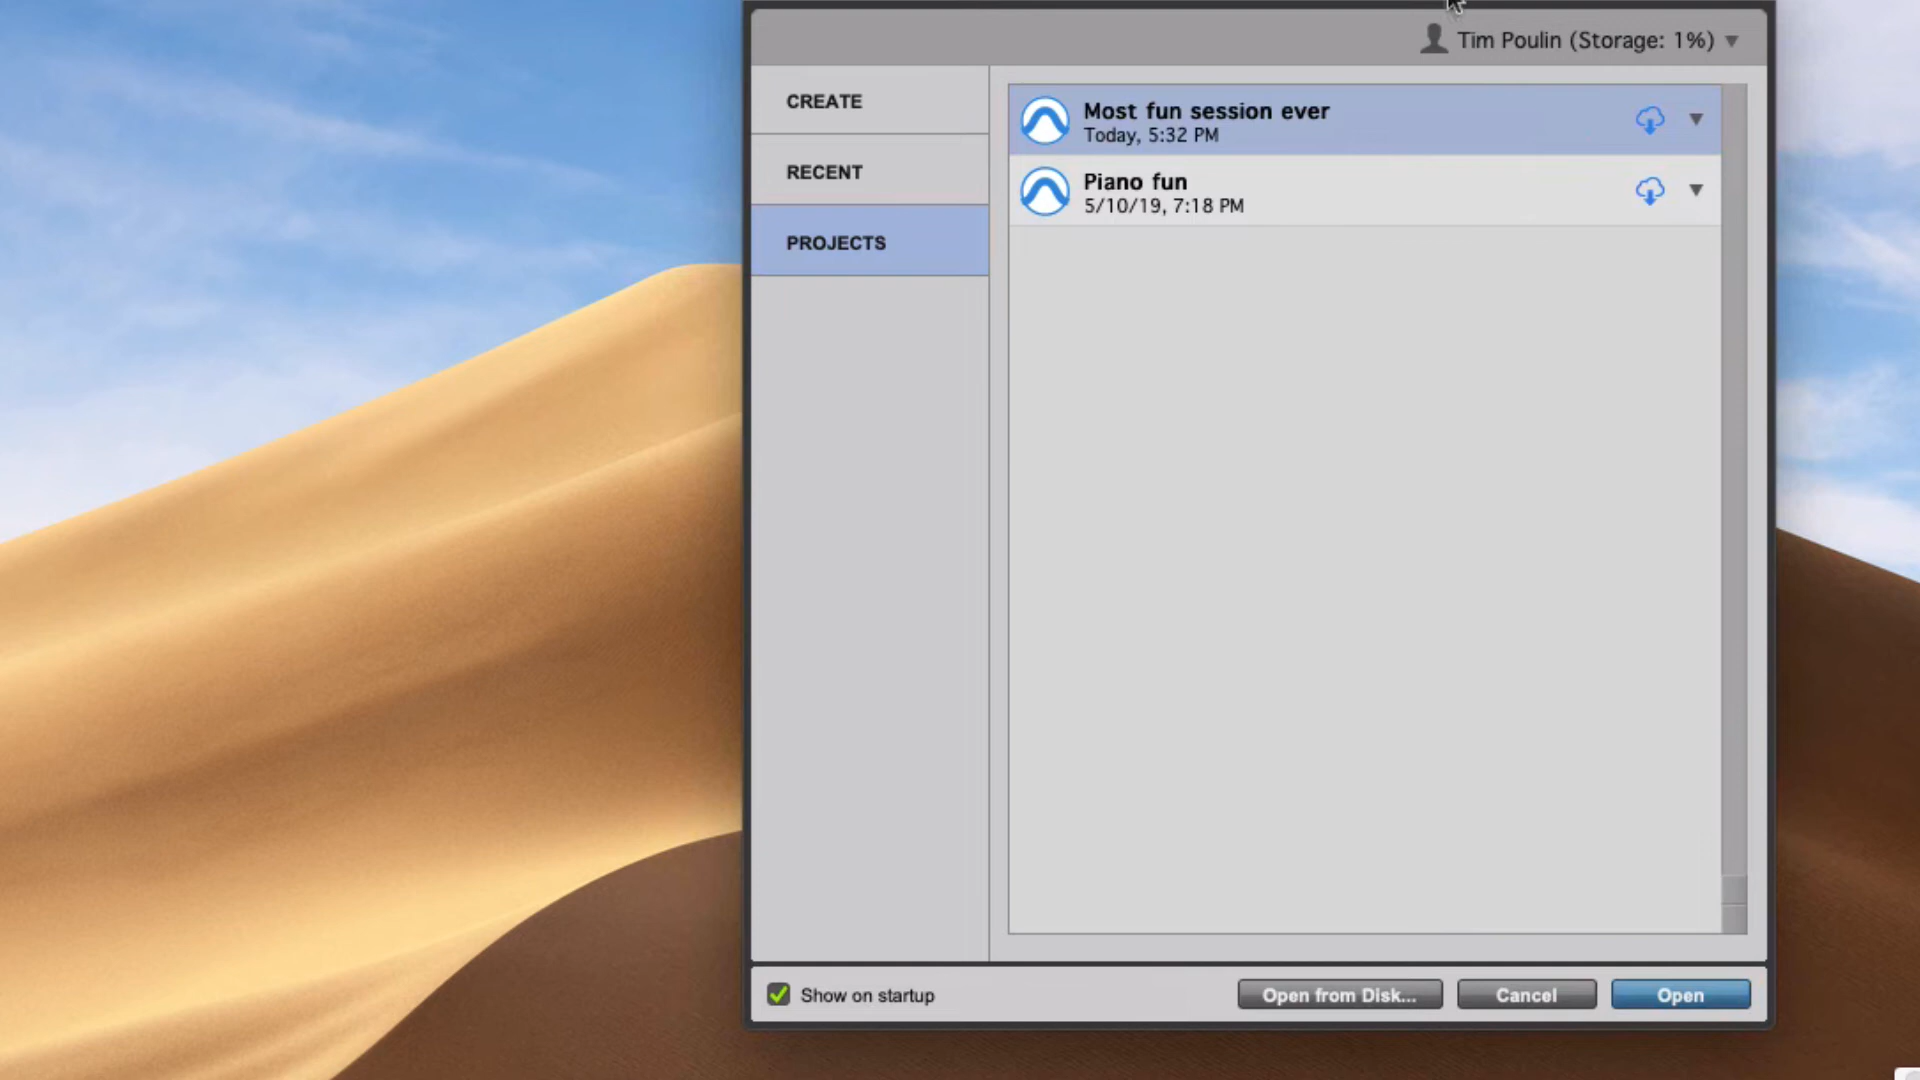 Tim Poulin (Storage: 1%)
CREATE
RECENT
PROJECTS
Most fun session ever
Today, 5:32 PM
Piano fun
5/10/19, 7:18 PM
Show on startup
Open from Disk...
Cancel
Open